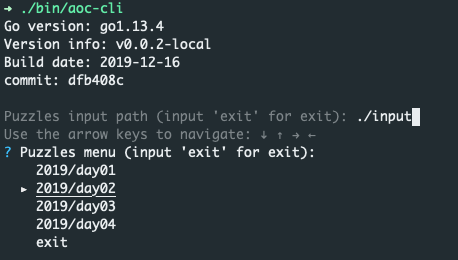 ➜ ./bin/aoc-cli
Go version: go1.13.4
Version info: v0.0.2-local
Build date: 2019-12-16
commit: dfb408c
Puzzles input path (input 'exit' for exit): ./input
Use the arrow keys to navigate: ↓ ↑ → ←
? Puzzles menu (input 'exit' for exit):
2019/day01
▸ 2019/day02
2019/day03
2019/day04
exit